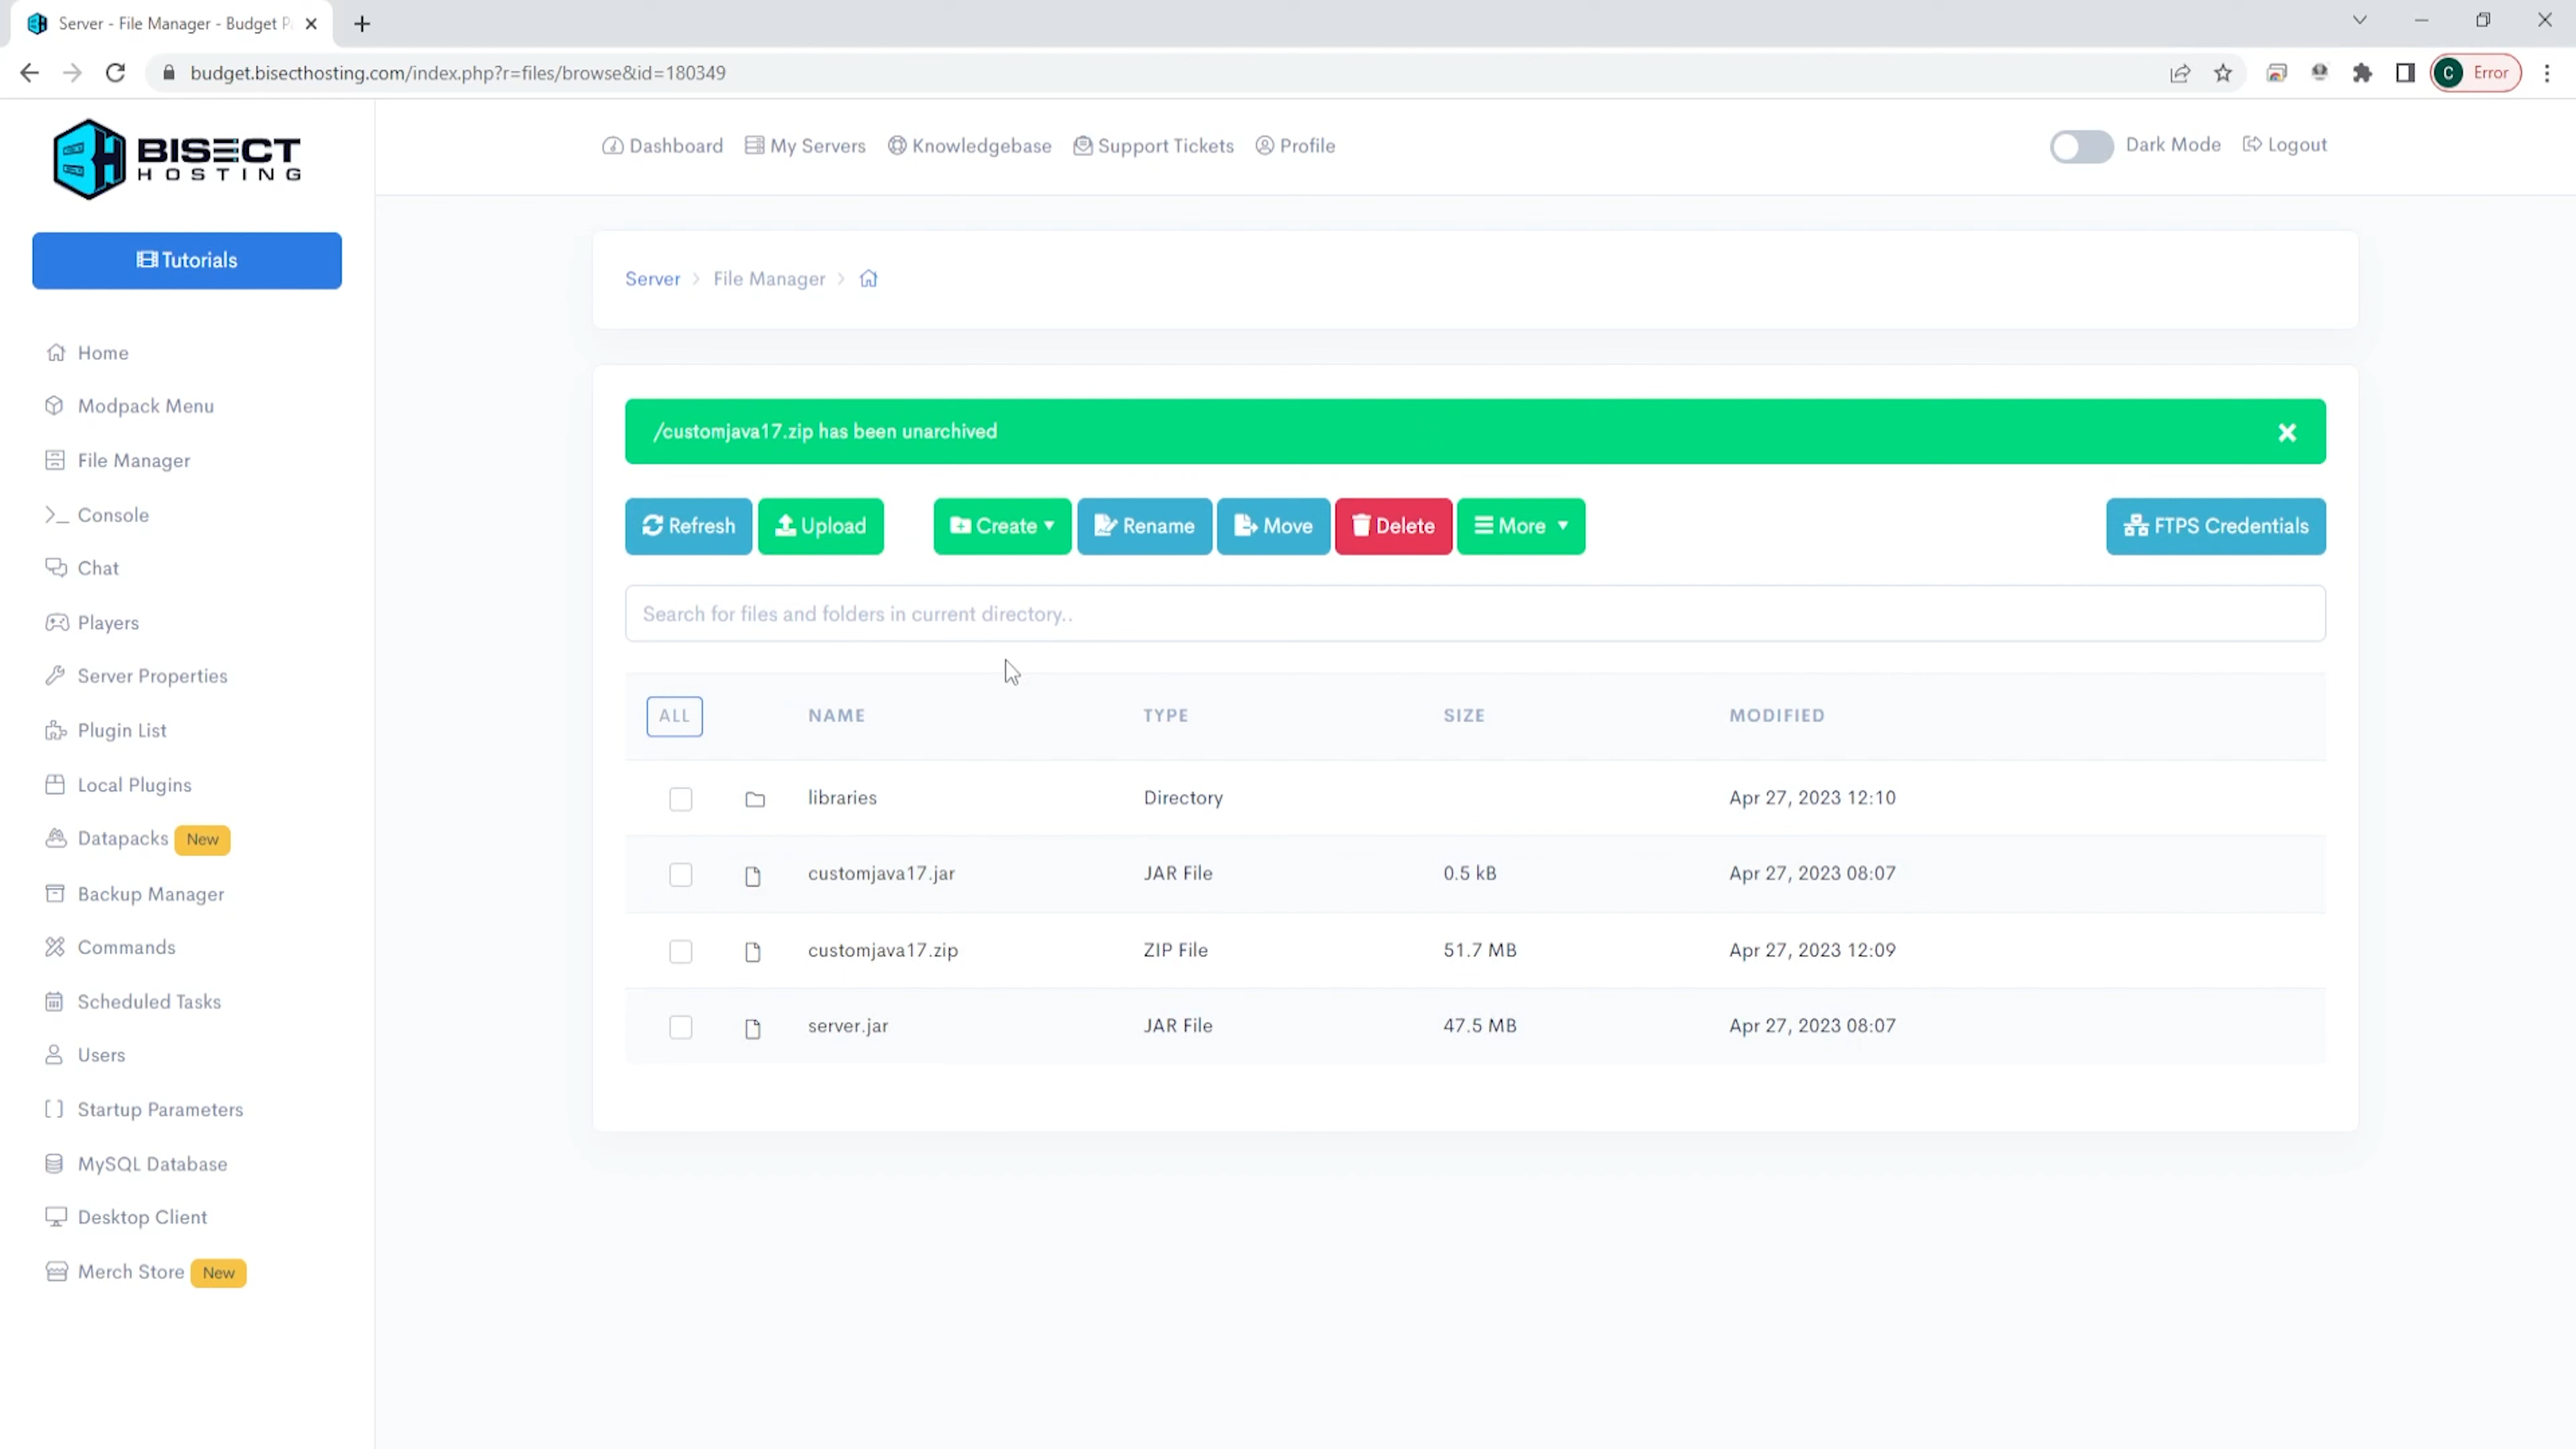 Server - File Manager - Budget P
budget.bisecthosting.com/index.php?r=files/browse&id=180349
C Error
BISECT
HOSTING
Dashboard My Servers Knowledgebase Support Tickets Profile
Dark Mode Logout
Tutorials
Home
Modpack Menu
File Manager
Console
Chat
Players
Server Properties
Plugin List
Local Plugins
Datapacks New
Backup Manager
Commands
Scheduled Tasks
Users
Startup Parameters
MySQL Database
Desktop Client
Merch Store New
Server > File Manager >
/customjava17.zip has been unarchived
Refresh Upload Create Rename Move Delete More FTPS Credentials
Search for files and folders in current directory..
ALL NAME TYPE SIZE MODIFIED
libraries Directory Apr 27, 2023 12:10
customjava17.jar JAR File 0.5 kB Apr 27, 2023 08:07
customjava17.zip ZIP File 51.7 MB Apr 27, 2023 12:09
server.jar JAR File 47.5 MB Apr 27, 2023 08:07